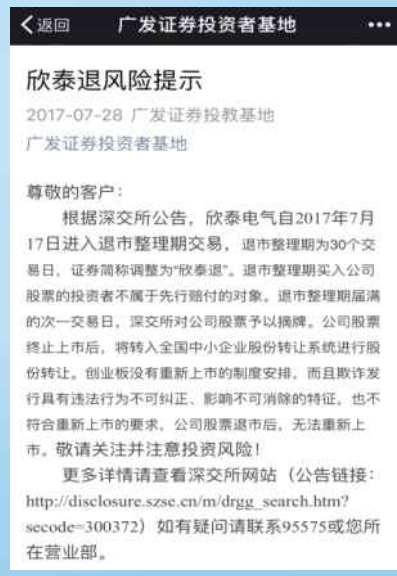 返回 广发证券投资者基地
欣泰退风险提示
2017-07-28 广发证券投教基地
广发证券投资者基地
尊敬的客户：
根据深交所公告，欣泰电气自2017年7月
17日进入退市整理期交易，退市整理期为30个交
易日，证券简称调整为“欣泰退”。退市整理期买入公司
股票的投资者不属于先行赔付的对象。退市整理期届满
的次一交易日，深交所对公司股票予以摘牌。公司股票
终止上市后，将转入全国中小企业股份转让系统进行股
份转让。创业板没有重新上市的制度安排，而且欺诈发
行具有违法行为不可纠正、影响不可消除的特征，也不
符合重新上市的要求，公司股票退市后，无法重新上
市。敬请关注并注意投资风险！
更多详情请查看深交所网站（公告链接：
http://disclosure.szse.cn/m/drgg_search.htm?
secode=300372）如有疑问请联系95575或您所
在营业部。